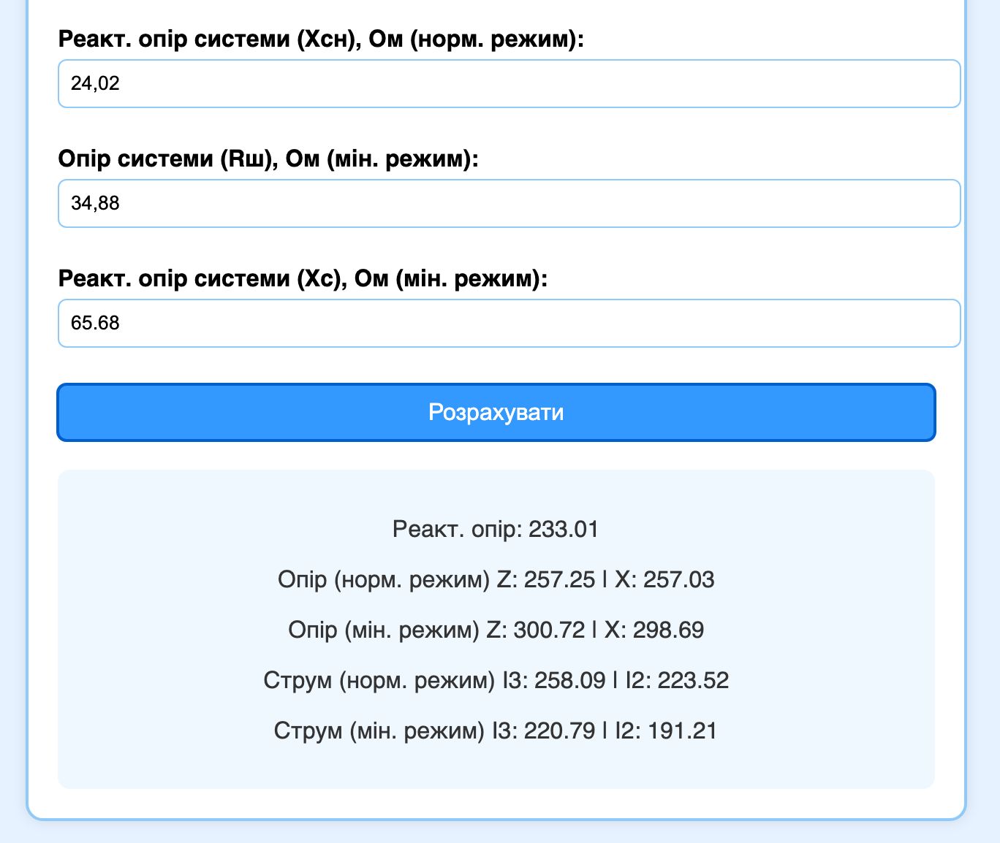 Реакт. опір системи (Хсн), Ом (норм. режим):
24,02
Опір системи (Rш), Ом (мін. режим):
34,88
Реакт. опір системи (Хс), Ом (мін. режим):
65.68
Розрахувати
Реакт. опір: 233.01
Опір (норм. режим) Z: 257.25 | X: 257.03
Опір (мін. режим) Z: 300.72 | X: 298.69
Струм (норм. режим) I3: 258.09 | I2: 223.52
Струм (мін. режим) I3: 220.79 | I2: 191.21